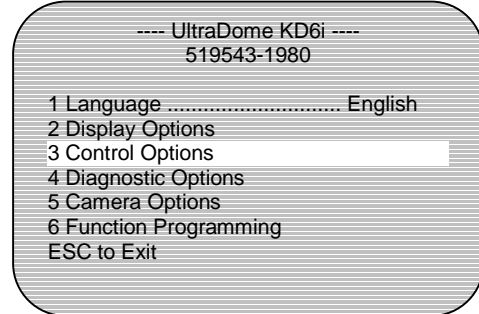 ---- UltraDome KD6i ----
519543-1980
1 Language ............................ English
2 Display Options
3 Control Options
4 Diagnostic Options
5 Camera Options
6 Function Programming
ESC to Exit